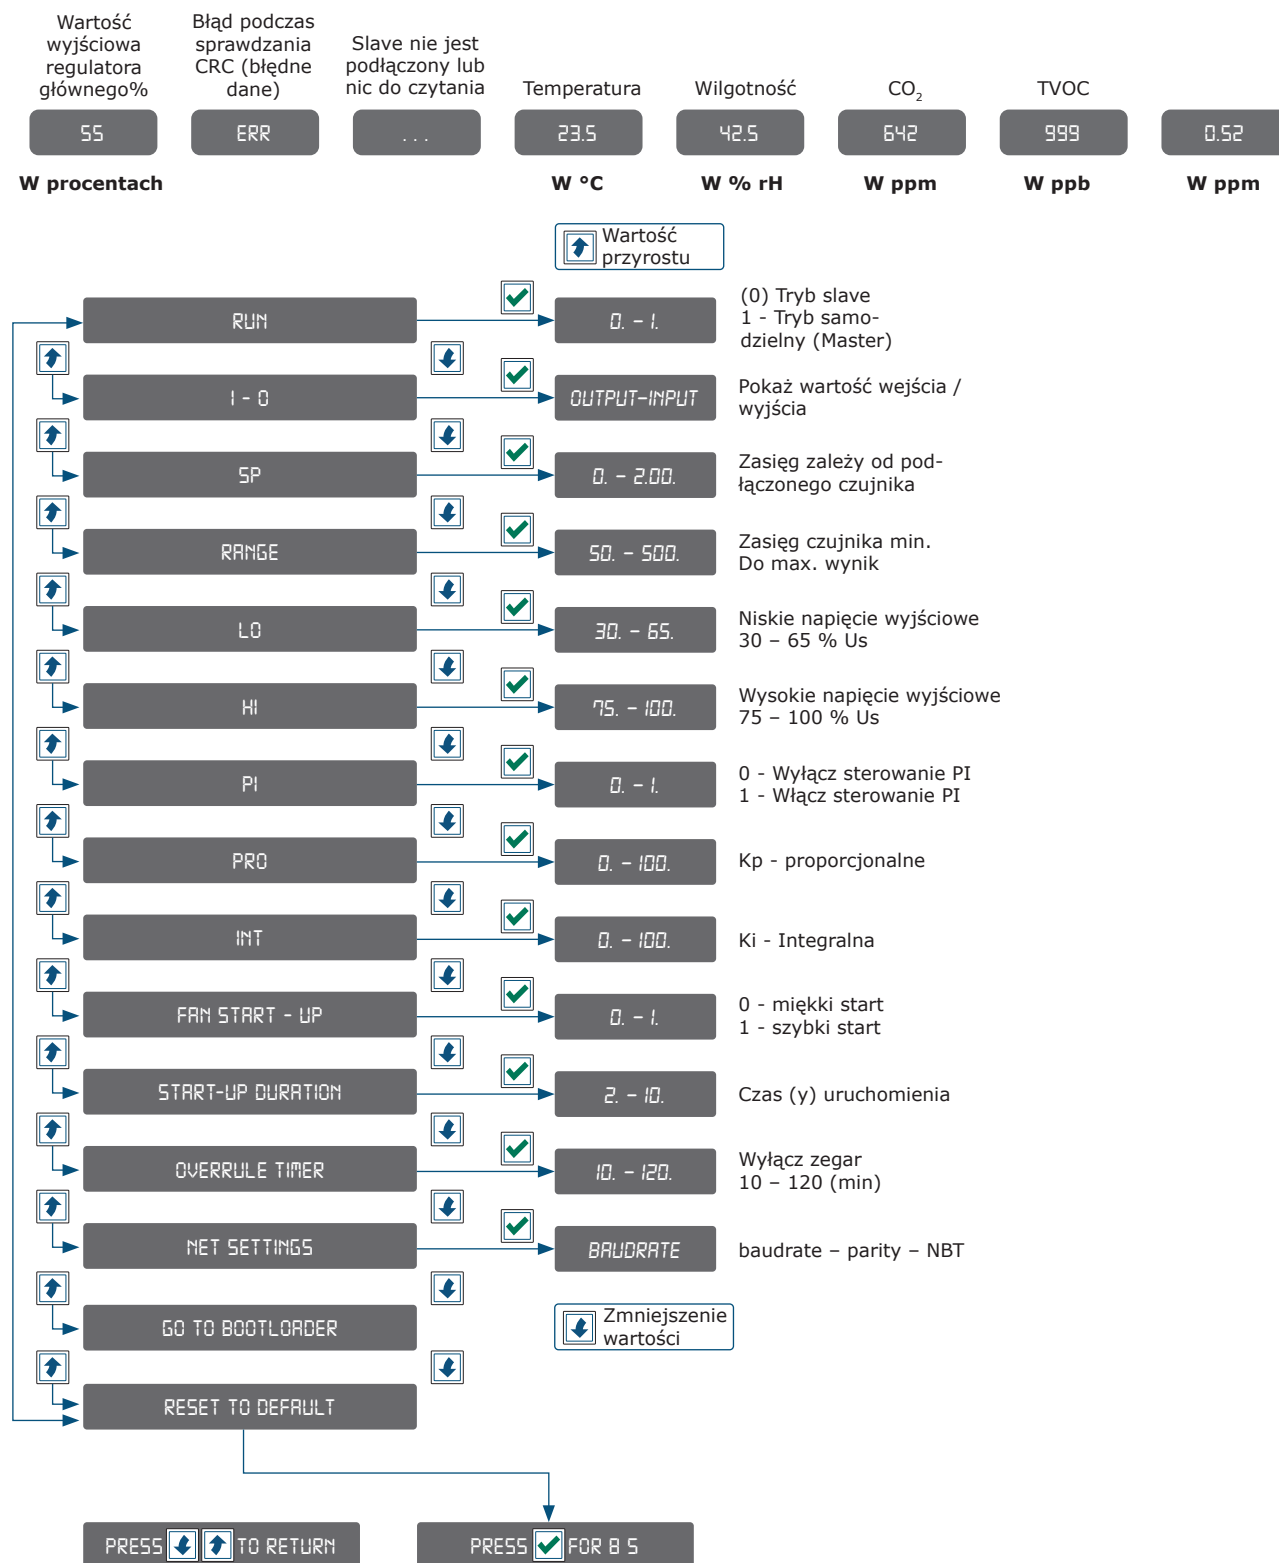 Wartość
wyjściowa
regulatora
głównego%
Błąd podczas
sprawdzania
CRC (błędne
dane)
Slave nie jest
podłączony lub
nic do czytania
Temperatura
Wilgotność
CO2
TVOC
55
ERR
...
23.5
42.5
642
999
0.52
W procentach
W °C
W % rH
W ppm
W ppb
W ppm
Wartość
przyrostu
RUN
0. – 1.
(0) Tryb slave
1 - Tryb samo-
dzielny (Master)
I - O
OUTPUT-INPUT
Pokaż wartość wejścia /
wyjścia
SP
0. – 2.00.
Zasięg zależy od pod-
łączonego czujnika
RANGE
50. – 500.
Zasięg czujnika min.
Do max. wynik
LO
30. – 65.
Niskie napięcie wyjściowe
30 – 65 % Us
HI
75. – 100.
Wysokie napięcie wyjściowe
75 – 100 % Us
PI
0. – 1.
0 - Wyłącz sterowanie PI
1 - Włącz sterowanie PI
PRO
0. – 100.
Kp - proporcjonalne
INT
0. – 100.
Ki - Integralna
FAN START - UP
0. – 1.
0 - miękki start
1 - szybki start
START-UP DURATION
2. – 10.
Czas (y) uruchomienia
OVERRULE TIMER
10. – 120.
Wyłącz zegar
10 – 120 (min)
NET SETTINGS
BAUDRATE
baudrate – parity – NBT
GO TO BOOTLOADER
Zmniejszenie
wartości
RESET TO DEFAULT
PRESS TO RETURN
PRESS FOR 8 S